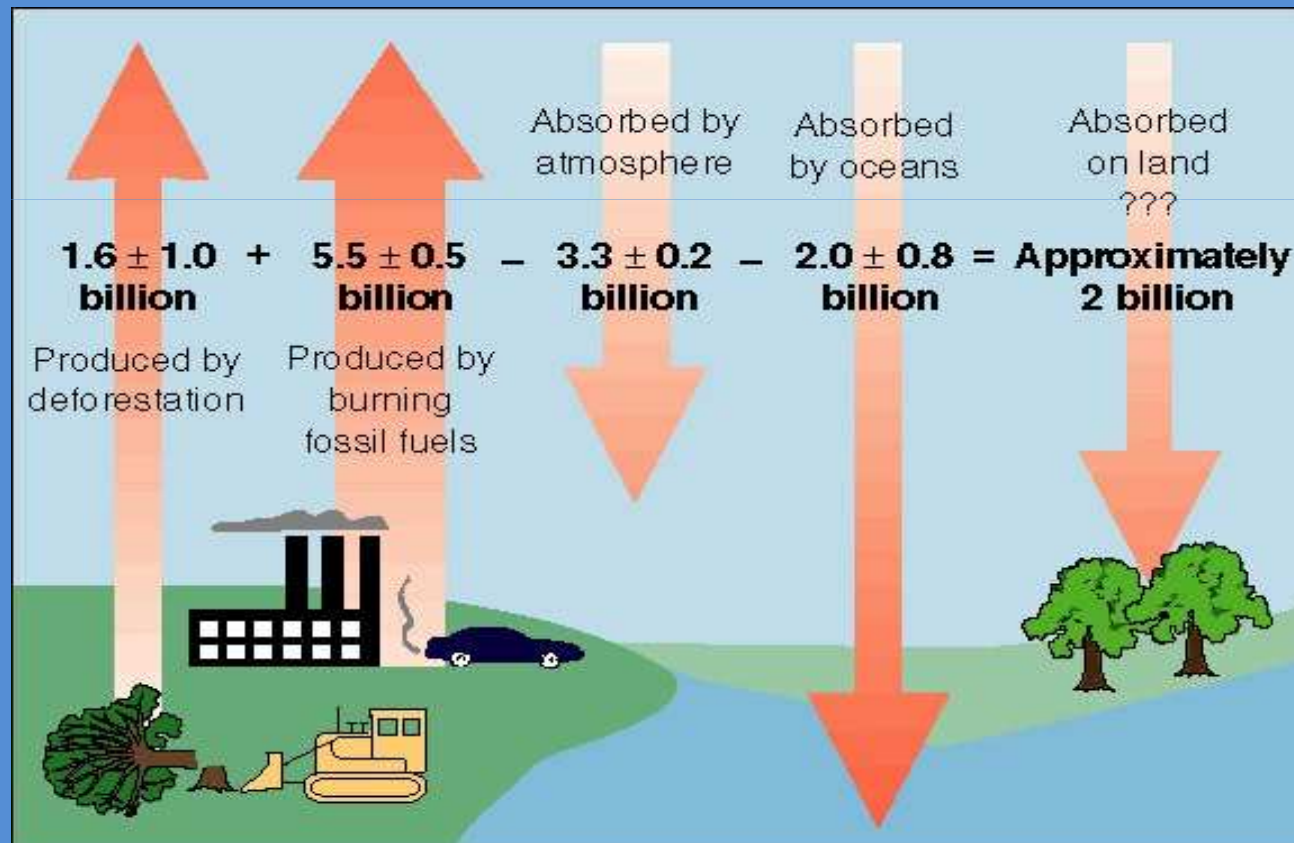 Absorbed by
atmosphere
Absorbed
by oceans
Absorbed
on land
???
1.6 ± 1.0 + 5.5 ± 0.5 – 3.3 ± 0.2 – 2.0 ± 0.8 = Approximately
billion billion billion billion 2 billion
Produced by
deforestation
Produced by
burning
fossil fuels